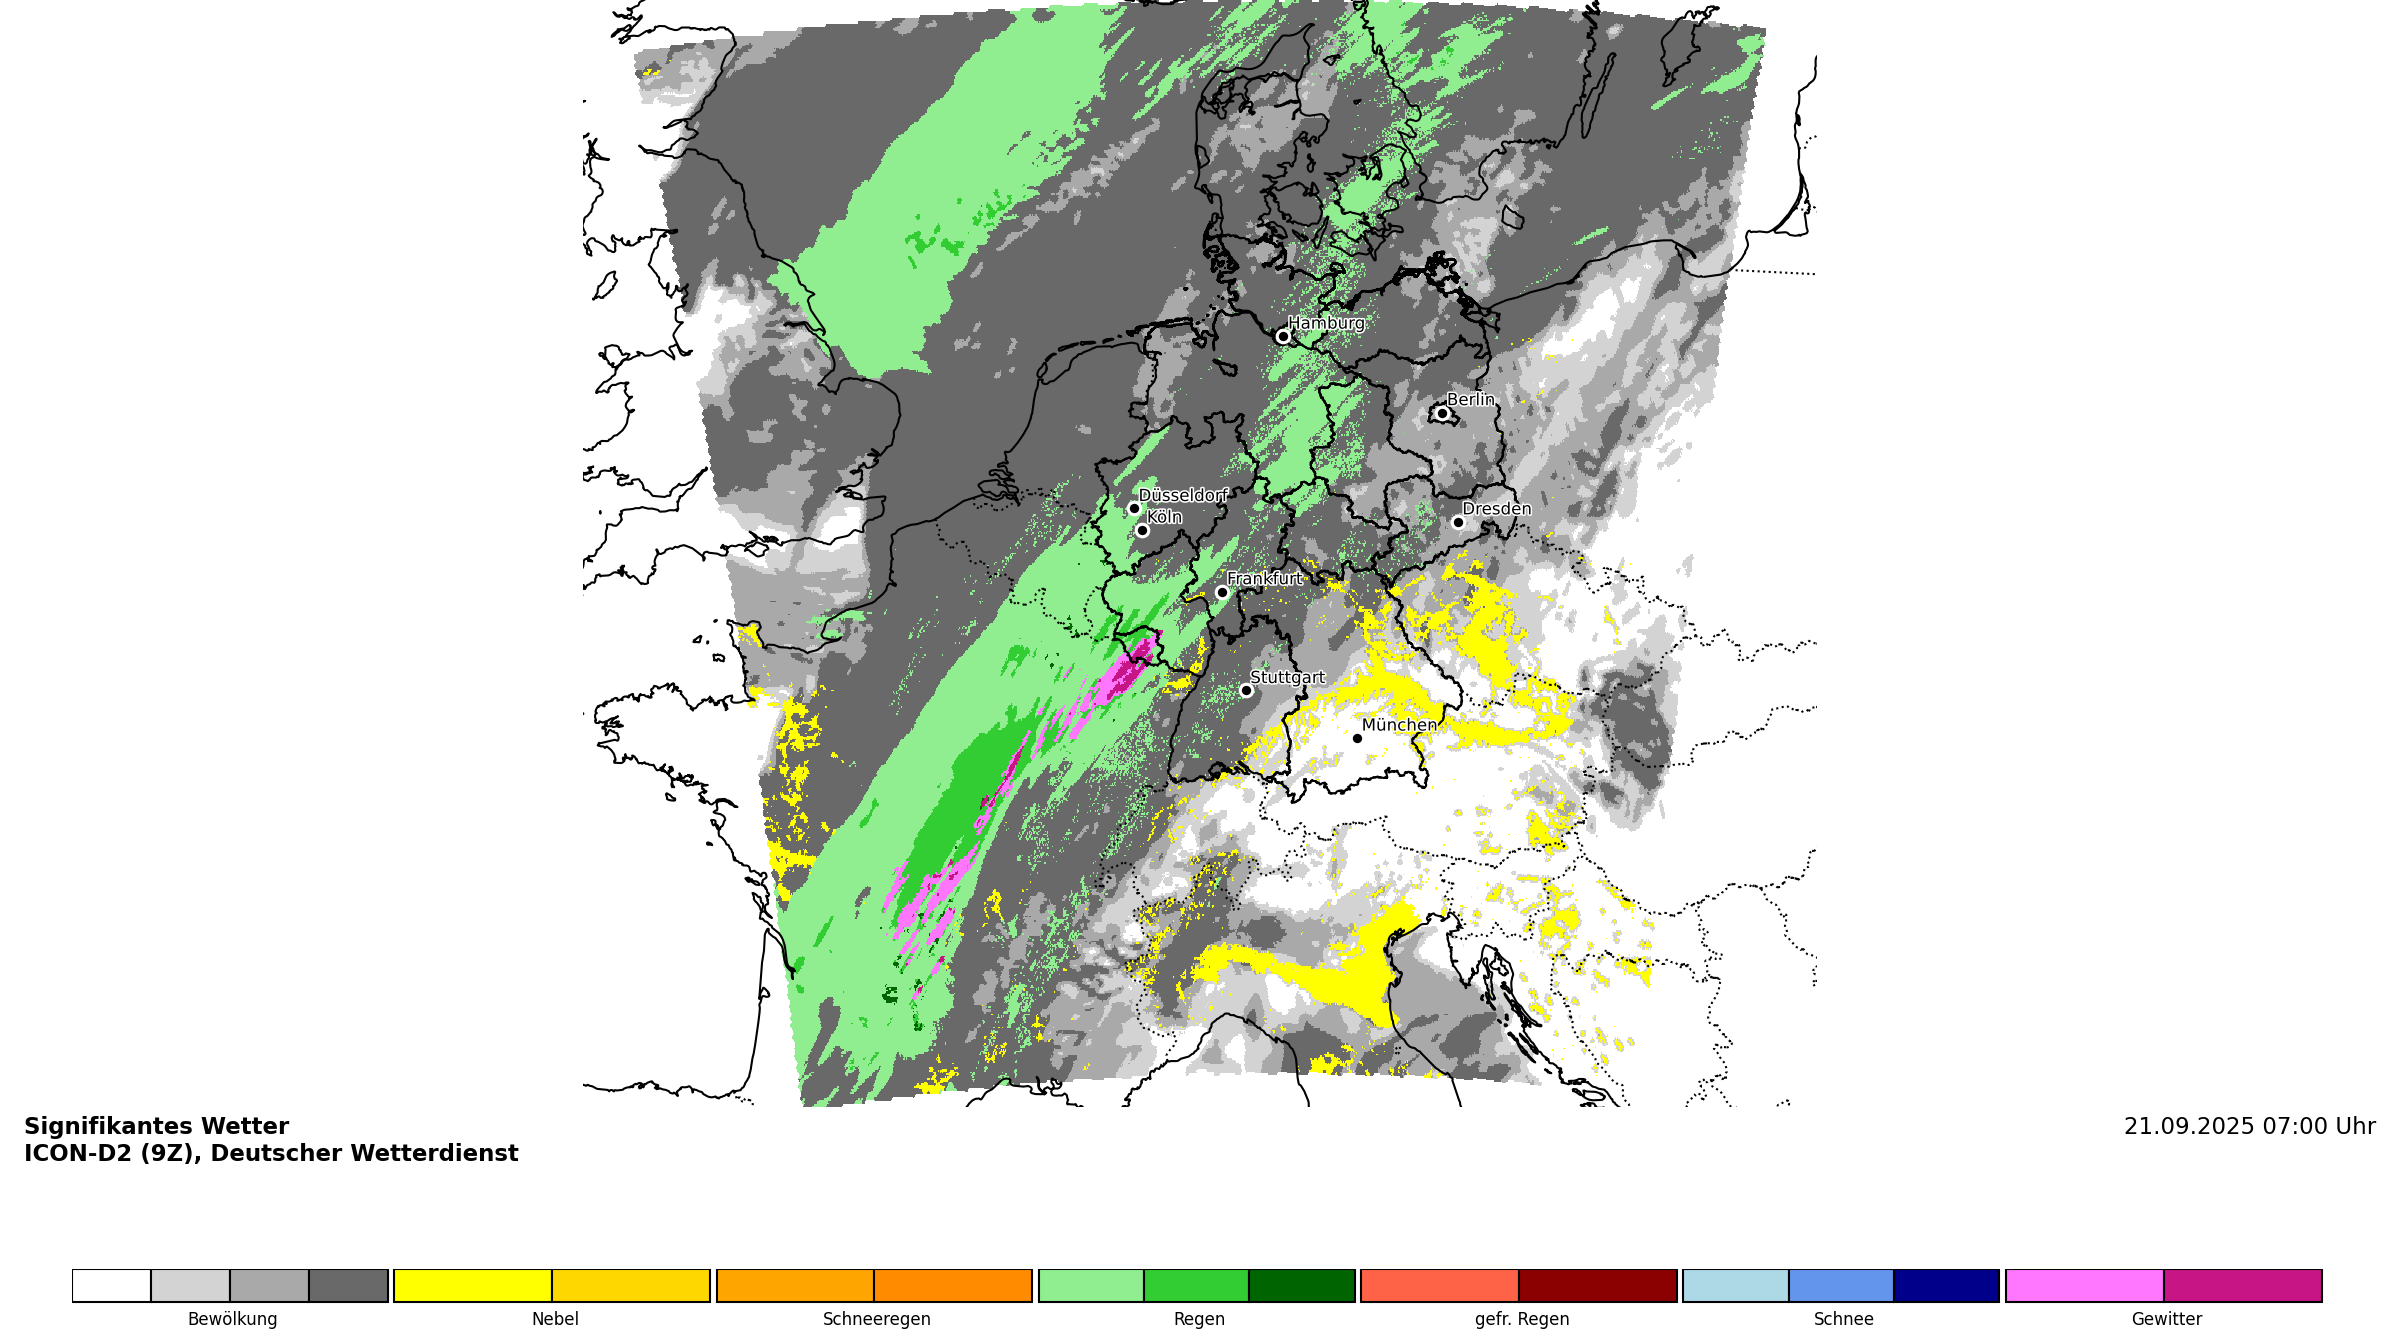 Hamburg
Berlin
Düsseldorf
Köln
Dresden
Frankfurt
Stuttgart
München
Signifikantes Wetter
ICON-D2 (9Z), Deutscher Wetterdienst
21.09.2025 07:00 Uhr
Bewölkung
Nebel
Schneeregen
Regen
gefr. Regen
Schnee
Gewitter